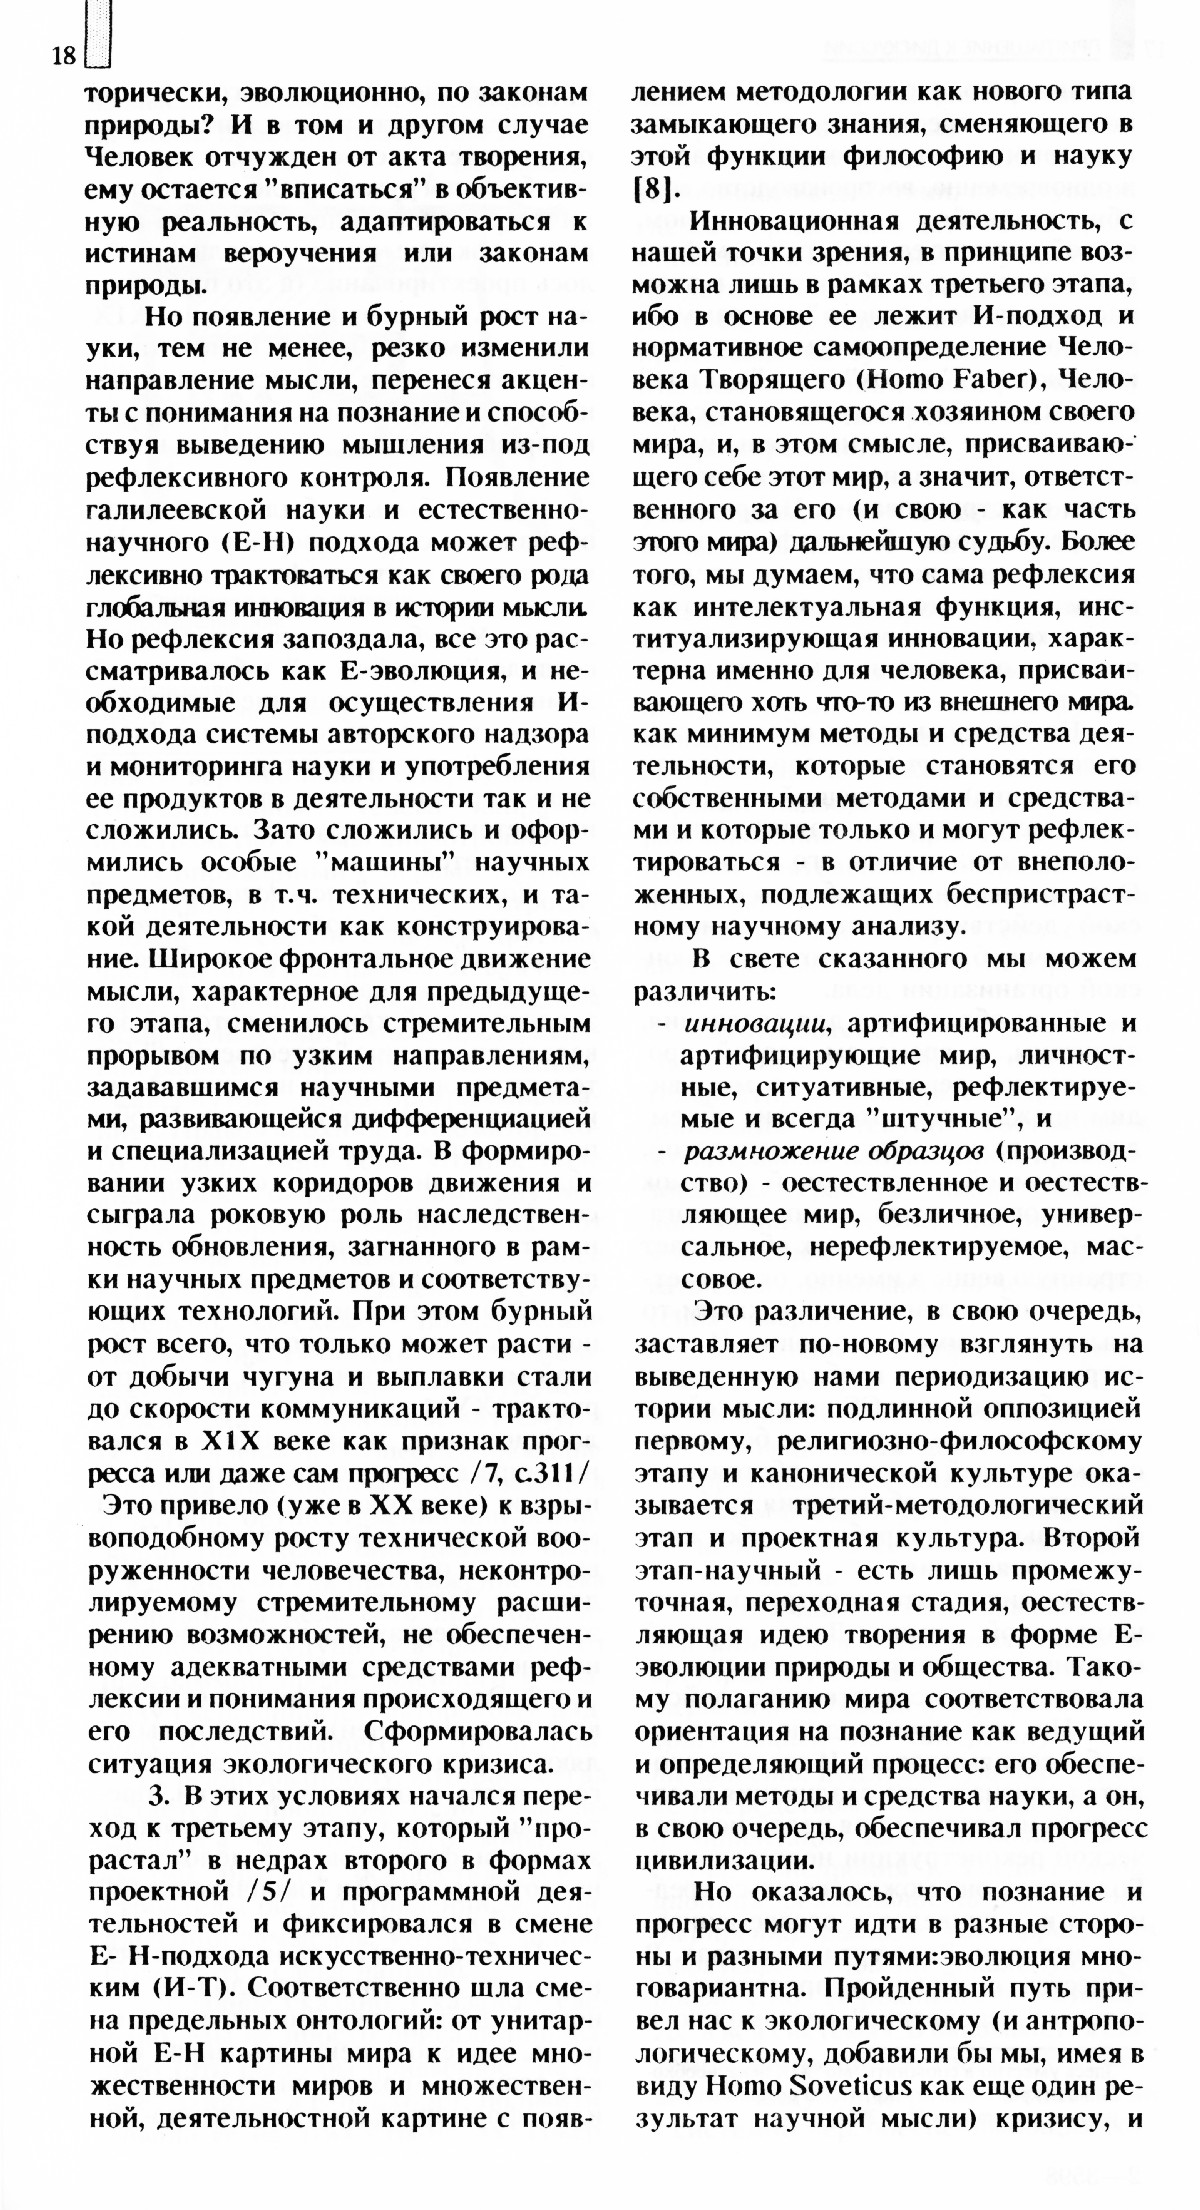 18
торически, эволюционно, по законам
природы? И в том и другом случае
Человек отчужден от акта творения,
ему остается "вписаться" в объектив-
ную реальность, адаптироваться к
истинам вероучения или законам
природы.
Но появление и бурный рост на-
уки, тем не менее, резко изменили
направление мысли, перенеся акцен-
ты с понимания на познание и способ-
ствуя выведению мышления из-под
рефлексивного контроля. Появление
галилеевской науки и естественно-
научного (Е-Н) подхода может реф-
лексивно трактоваться как своего рода
глобальная инновация в истории мысли.
Но рефлексия запоздала, все это рас-
сматривалось как Е-эволюция, и не-
обходимые для осуществления И-
подхода системы авторского надзора
и мониторинга науки и употребления
ее продуктов в деятельности так и не
сложились. Зато сложились и офор-
мились особые "машины" научных
предметов, в т.ч. технических, и та-
кой деятельности как конструирова-
ние. Широкое фронтальное движение
мысли, характерное для предыдуще-
го этапа, сменилось стремительным
прорывом по узким направлениям,
задававшимся научными предмета-
ми, развивающейся дифференциацией
и специализацией труда. В формиро-
вании узких коридоров движения и
сыграла роковую роль наследствен-
ность обновления, загнанного в рам-
ки научных предметов и соответству-
ющих технологий. При этом бурный
рост всего, что только может расти -
от добычи чугуна и выплавки стали
до скорости коммуникаций - тракто-
вался в X1X веке как признак прог-
ресса или даже сам прогресс /7, с.311/
Это привело (уже в XX веке) к взры-
воподобному росту технической воо-
руженности человечества, неконтро-
лируемому стремительному расши-
рению возможностей, не обеспечен-
ному адекватными средствами реф-
лексии и понимания происходящего и
его последствий. Сформировалась
ситуация экологического кризиса.
3. В этих условиях начался пере-
ход к третьему этапу, который "про-
растал" в недрах второго в формах
проектной /5/ и программной дея-
тельностей и фиксировался в смене
Е- Н-подхода искусственно-техничес-
ким (И-Т). Соответственно шла сме-
на предельных онтологий: от унитар-
ной Е-Н картины мира к идее мно-
жественности миров и множествен-
ной, деятельностной картине с появ-
лением методологии как нового типа
замыкающего знания, сменяющего в
этой функции философию и науку
[8].
Инновационная деятельность, с
нашей точки зрения, в принципе воз-
можна лишь в рамках третьего этапа,
ибо в основе ее лежит И-подход и
нормативное самоопределение Чело-
века Творящего (Homo Faber), Чело-
века, становящегося хозяином своего
мира, и, в этом смысле, присваиваю-
щего себе этот мир, а значит, ответст-
венного за его (и свою - как часть
этого мира) дальнейшую судьбу. Более
того, мы думаем, что сама рефлексия
как интелектуальная функция, инс-
титуализирующая инновации, харак-
терна именно для человека, присваи-
вающего хоть что-то из внешнего мира.
как минимум методы и средства дея-
тельности, которые становятся его
собственными методами и средства-
ми и которые только и могут рефлек-
тироваться - в отличие от внеполо-
женных, подлежащих беспристраст-
ному научному анализу.
В свете сказанного мы можем
различить:
- инновации, артифицированные и
артифицирующие мир, личност-
ные, ситуативные, рефлектируе-
мые и всегда "штучные", и
- размножение образцов (производ-
ство) - оестествленное и оестеств-
ляющее мир, безличное, универ-
сальное, нерефлектируемое, мас-
совое.
Это различение, в свою очередь,
заставляет по-новому взглянуть на
выведенную нами периодизацию ис-
тории мысли: подлинной оппозицией
первому, религиозно-философскому
этапу и канонической культуре ока-
зывается третий-методологический
этап и проектная культура. Второй
этап-научный - есть лишь промежу-
точная, переходная стадия, оестеств-
ляющая идею творения в форме Е-
эволюции природы и общества. Тако-
му полаганию мира соответствовала
ориентация на познание как ведущий
и определяющий процесс: его обеспе-
чивали методы и средства науки, а он,
в свою очередь, обеспечивал прогресс
цивилизации.
Но оказалось, что познание и
прогресс могут идти в разные сторо-
ны и разными путями:эволюция мно-
говариантна. Пройденный путь при-
вел нас к экологическому (и антропо-
логическому, добавили бы мы, имея в
виду Homo Soveticus как еще один ре-
зультат научной мысли) кризису, и